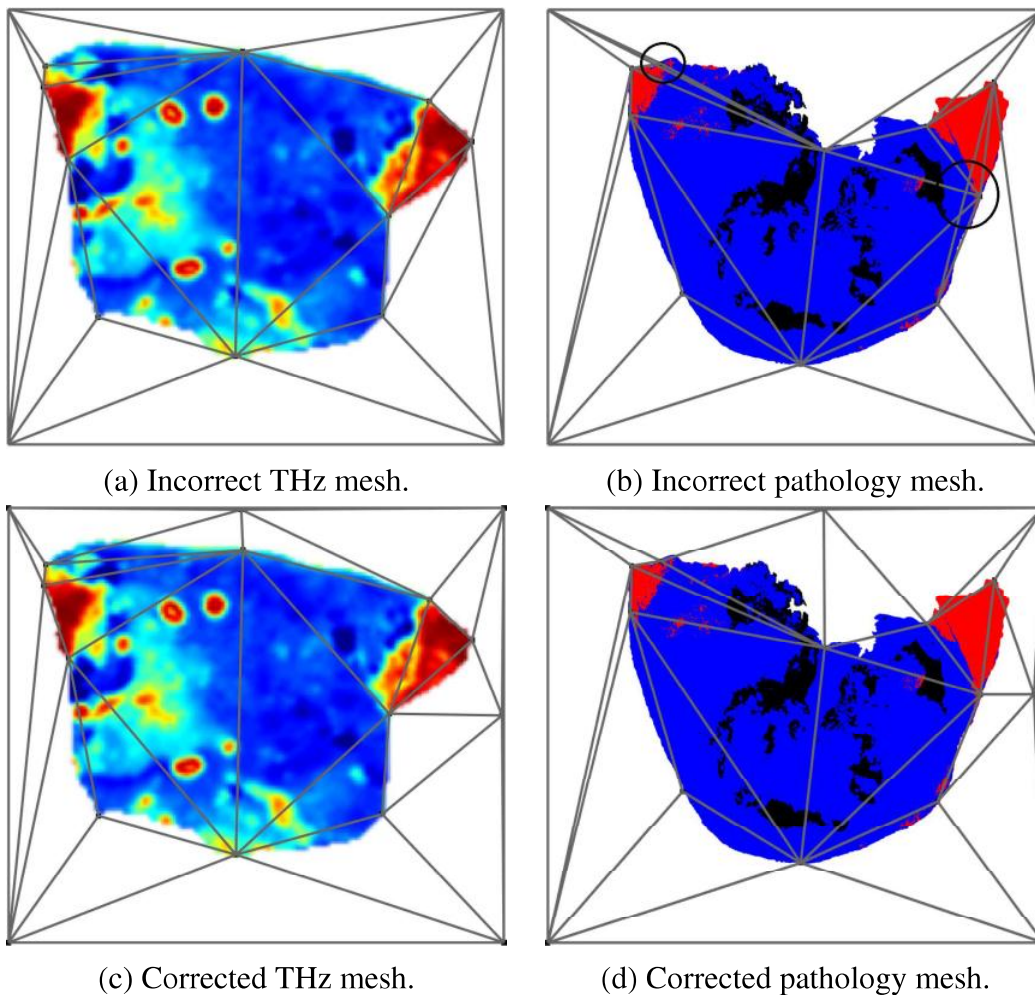 (a) Incorrect THz mesh.
(b) Incorrect pathology mesh.
(c) Corrected THz mesh.
(d) Corrected pathology mesh.